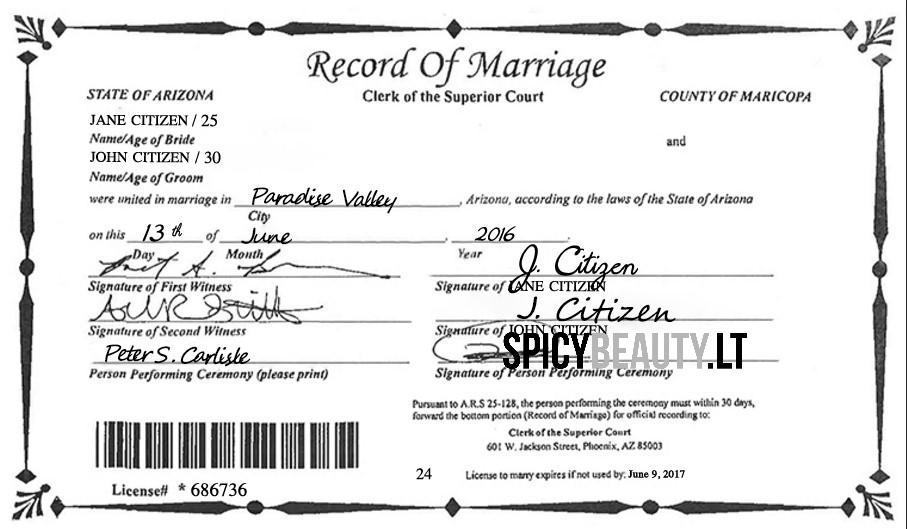 Record Of Marriage
Clerk of the Superior Court
STATE OF ARIZONA
COUNTY OF MARICOPA
JANE CITIZEN / 25
Name/Age of Bride
and
JOHN CITIZEN / 30
Name/Age of Groom
were united in marriage in Paradise Valley, Arizona, according to the laws of the State of Arizona
City
on this 13th of June, 2016.
Day Month Year
J. Citizen
Signature of First Witness
Signature of JANE CITIZEN
J. Citizen
Signature of Second Witness
Signature of JOHN CITIZEN
Peter S. Carlisle
SPICYBEAUTY.LT
Person Performing Ceremony (please print)
Signature of Person Performing Ceremony
Pursuant to A.R.S 25-128, the person performing the ceremony must within 30 days,
forward the bottom portion (Record of Marriage) for official recording to:
Clerk of the Superior Court
601 W. Jackson Street, Phoenix, AZ 85003
24
License to marry expires if not used by: June 9, 2017
License# * 686736